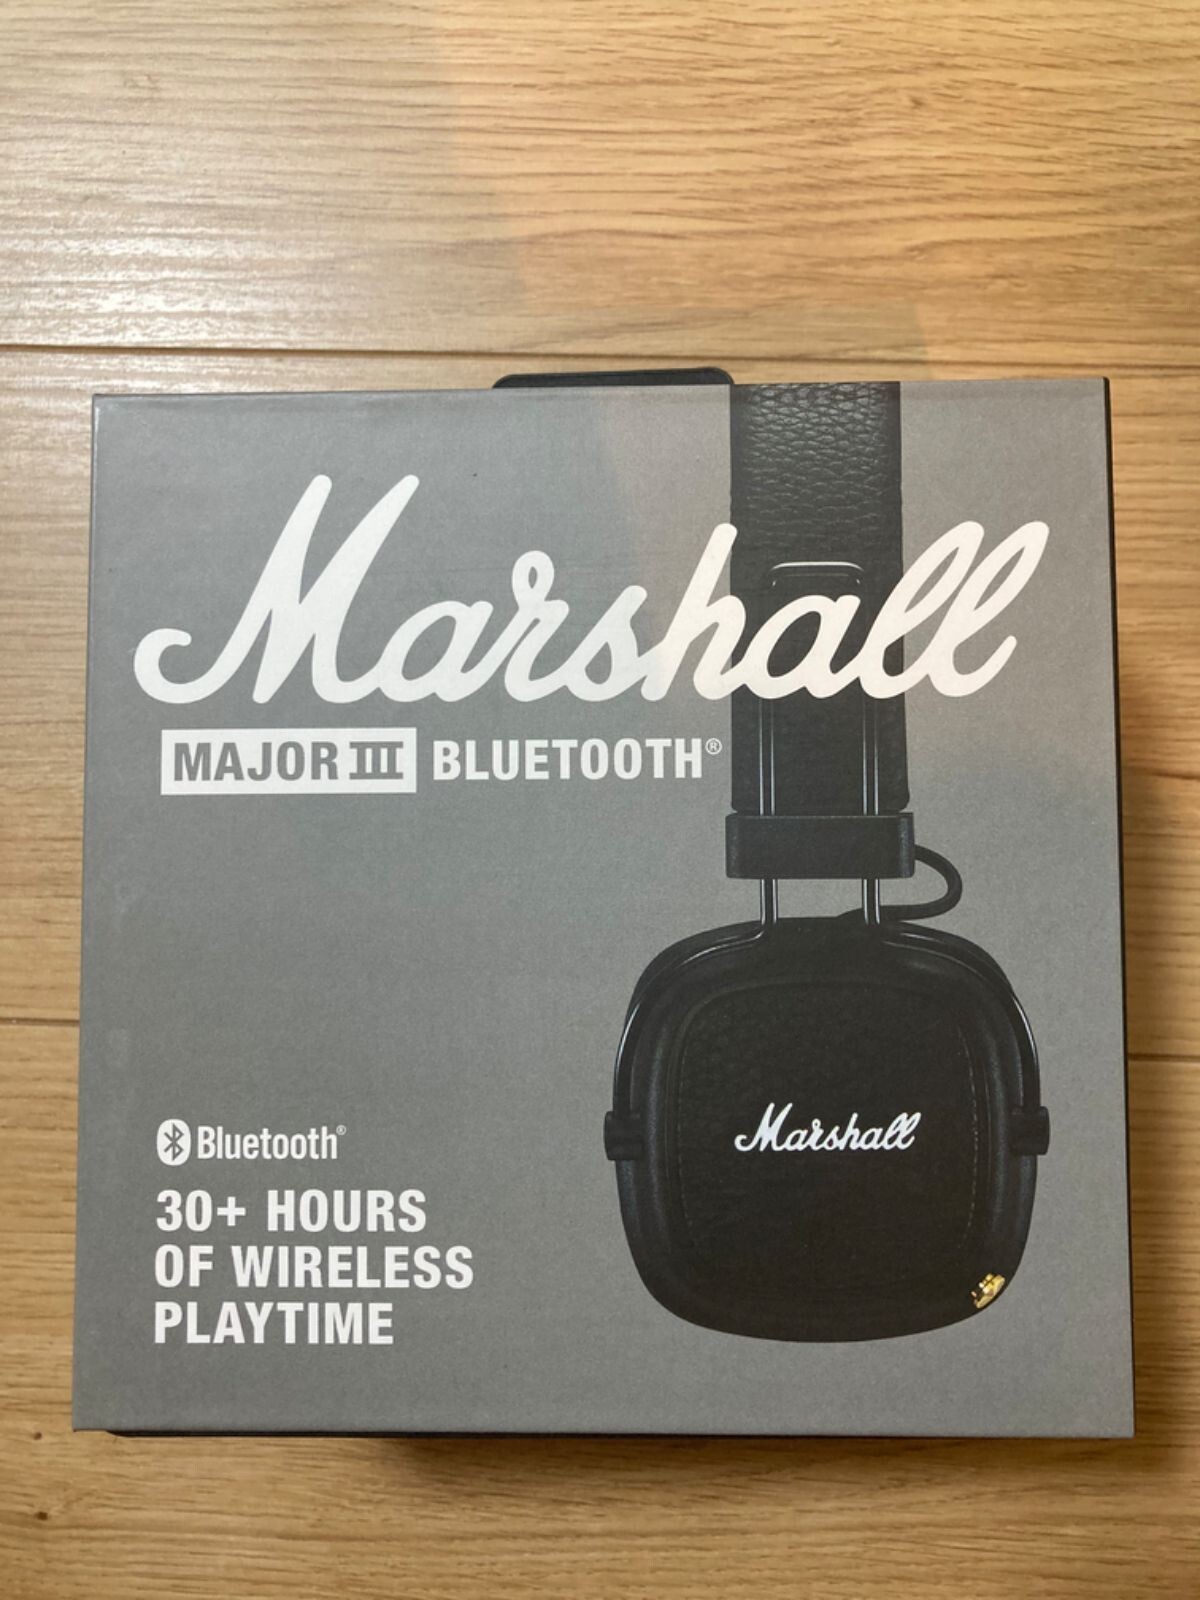 Marshall
MAJOR III BLUETOOTH®
Marshall
Bluetooth®
30+ HOURS
OF WIRELESS
PLAYTIME